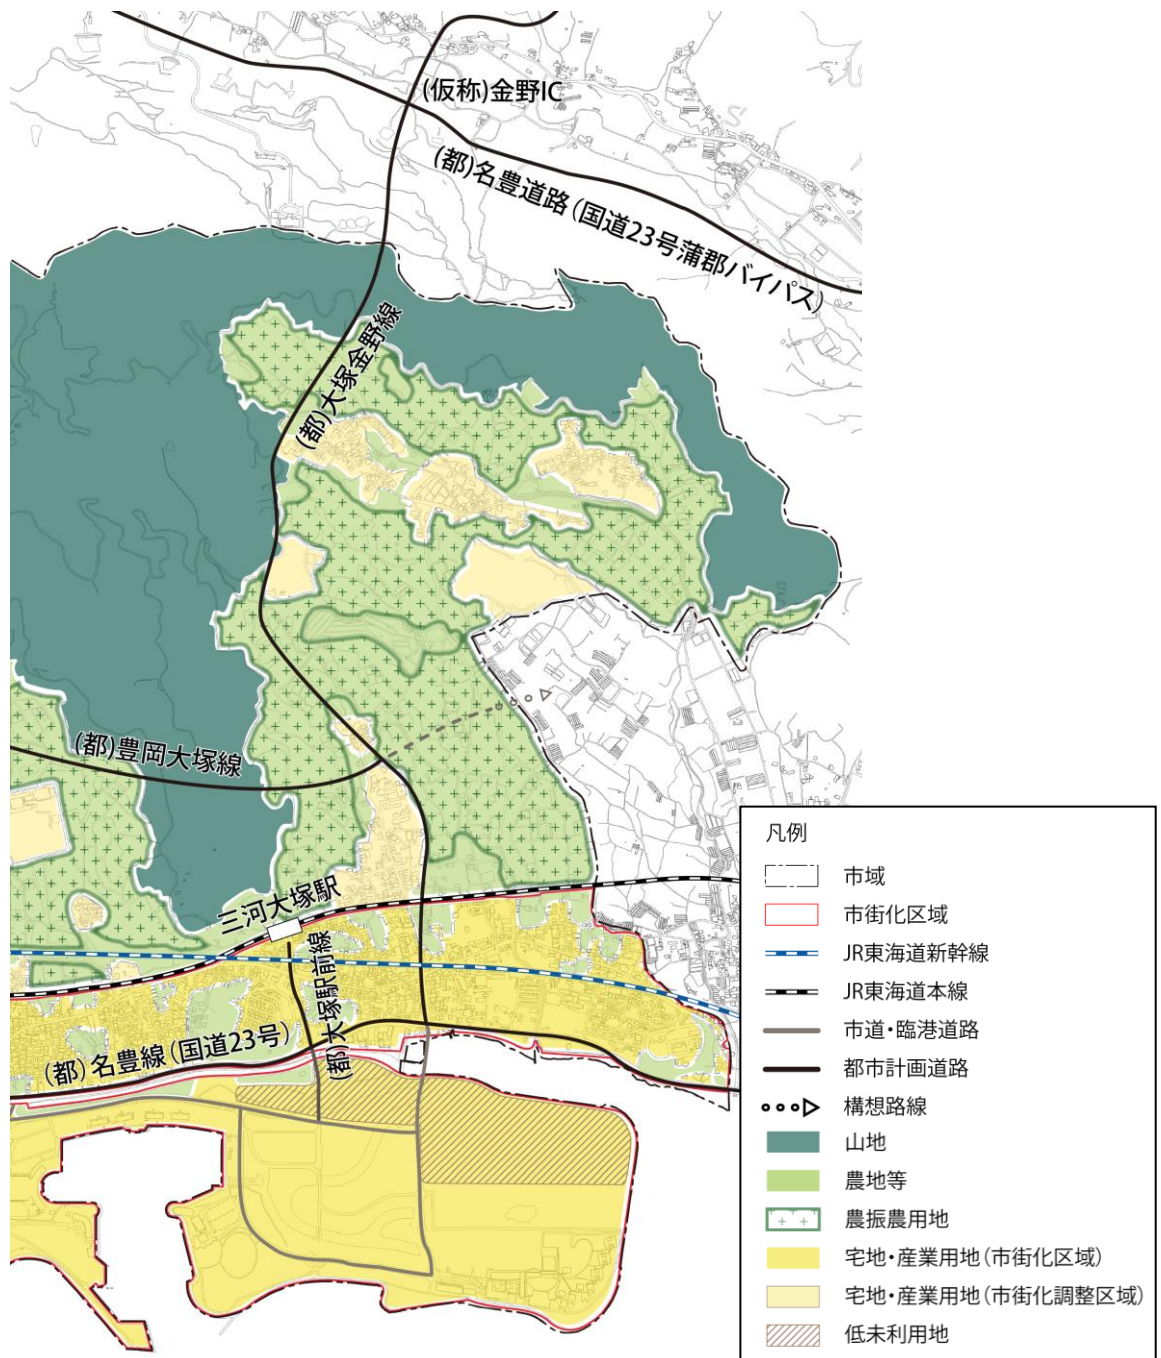 (仮称)金野IC
(都)名豊道路(国道23号蒲郡バイパス)
(都)大塚金野線
(都)豊岡大塚線
三河大塚駅
(都)大塚駅前線
(都)名豊線(国道23号)
凡例
市域
市街化区域
JR東海道新幹線
JR東海道本線
市道・臨港道路
都市計画道路
構想路線
山地
農地等
農振農用地
宅地・産業用地(市街化区域)
宅地・産業用地(市街化調整区域)
低未利用地